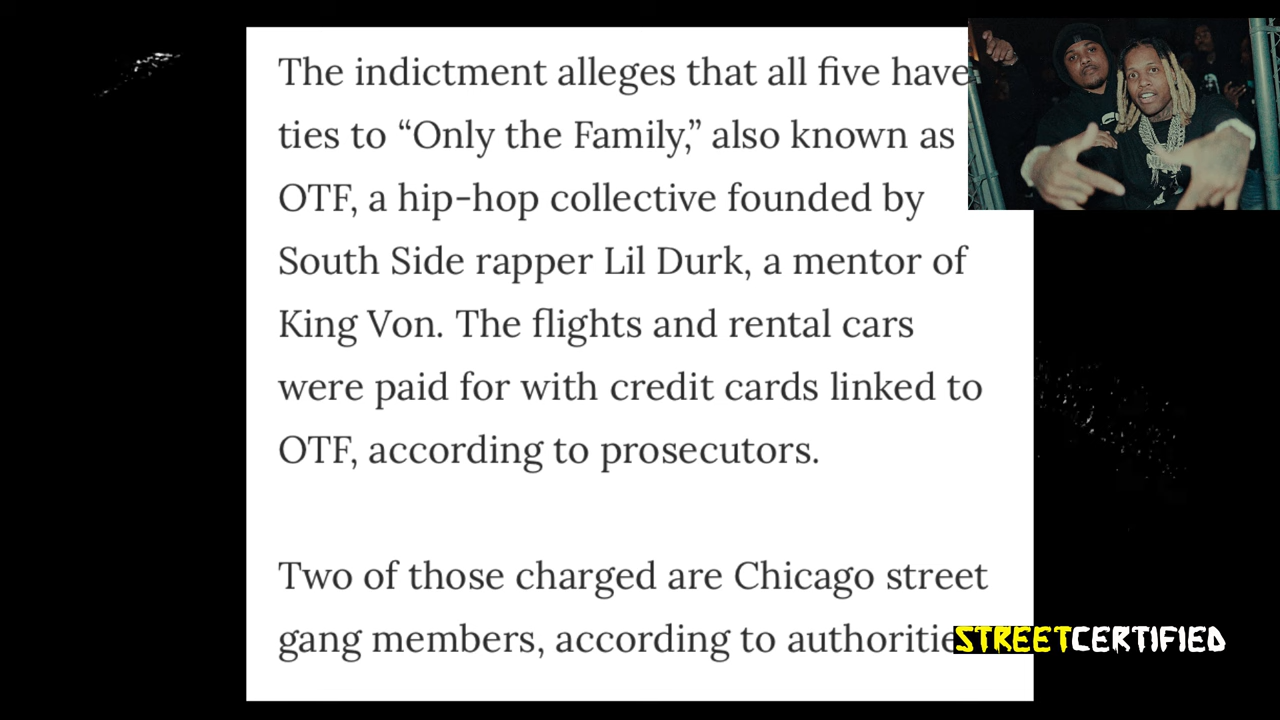 The indictment alleges that all five have
ties to “Only the Family,” also known as
OTF, a hip-hop collective founded by
South Side rapper Lil Durk, a mentor of
King Von. The flights and rental cars
were paid for with credit cards linked to
OTF, according to prosecutors.
Two of those charged are Chicago street
gang members, according to authoritie
STREETCERTIFIED